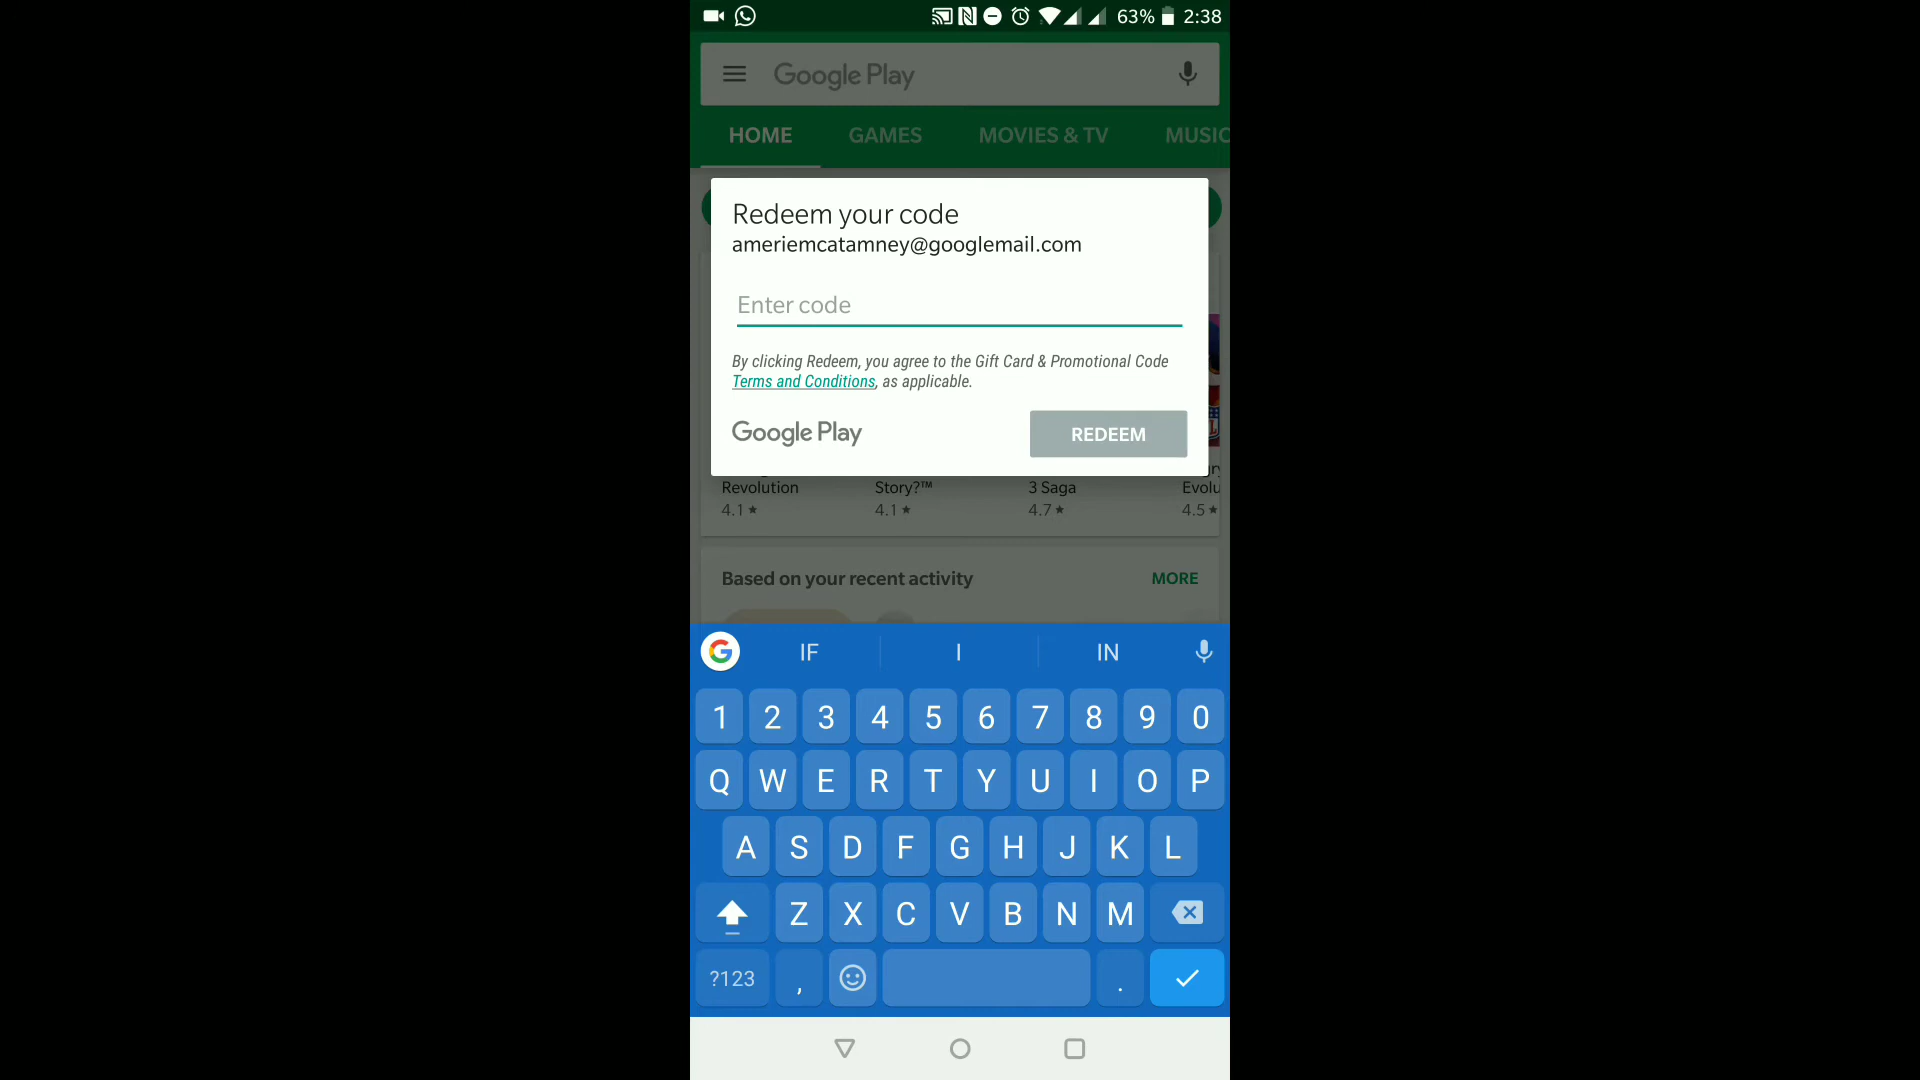 63% 2:38
Google Play
HOME GAMES MOVIES & TV MUSIC
Redeem your code
ameriemcatamney@googlemail.com
Enter code
By clicking Redeem, you agree to the Gift Card & Promotional Code
Terms and Conditions, as applicable.
Google Play REDEEM
Revolution Story?™ 3 Saga Evolu
4.1 ★ 4.1 ★ 4.7 ★ 4.5 ★
Based on your recent activity MORE
IF I IN
1 2 3 4 5 6 7 8 9 0
Q W E R T Y U I O P
A S D F G H J K L
Z X C V B N M
?123 , .